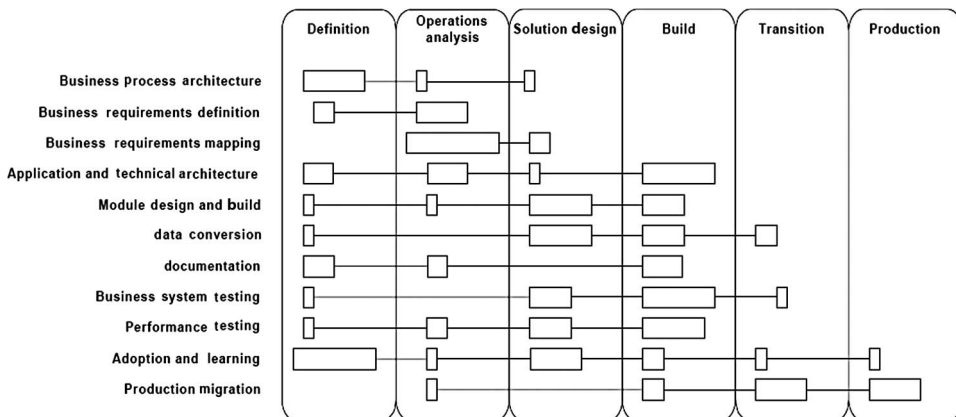 Definition
Operations analysis
Solution design
Build
Transition
Production
Business process architecture
Business requirements definition
Business requirements mapping
Application and technical architecture
Module design and build
data conversion
documentation
Business system testing
Performance testing
Adoption and learning
Production migration